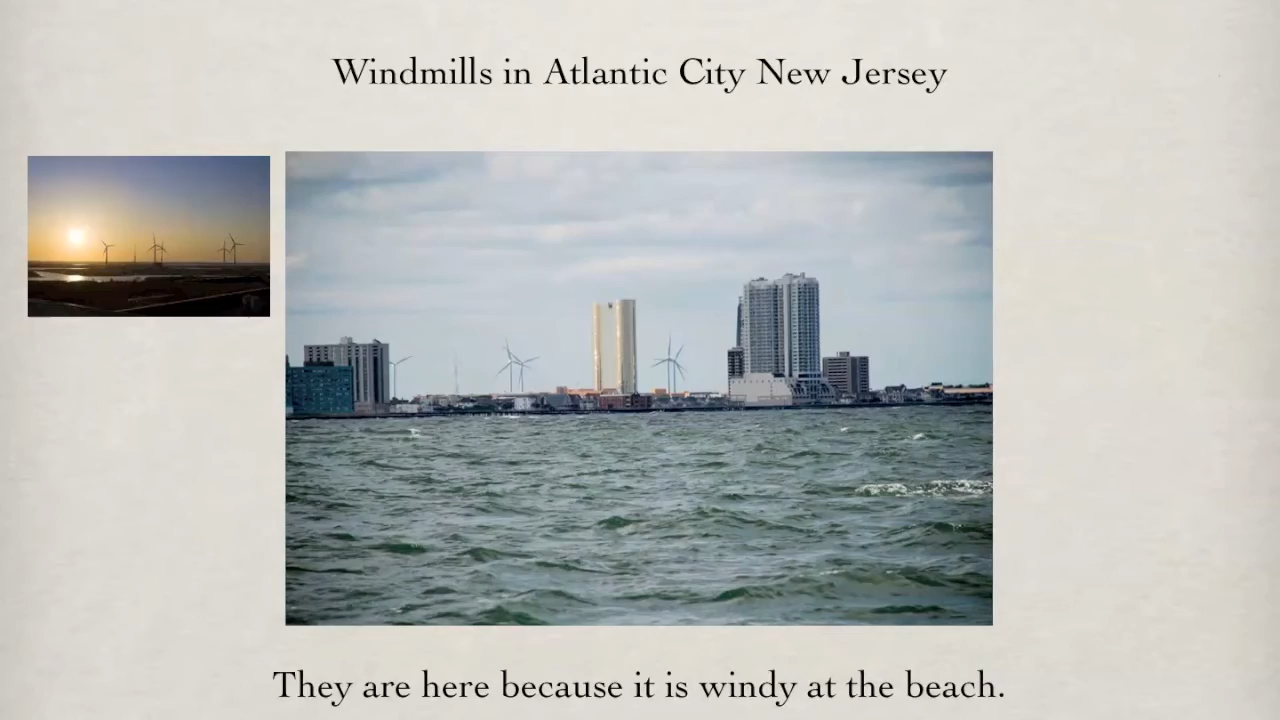 Windmills in Atlantic City New Jersey
They are here because it is windy at the beach.